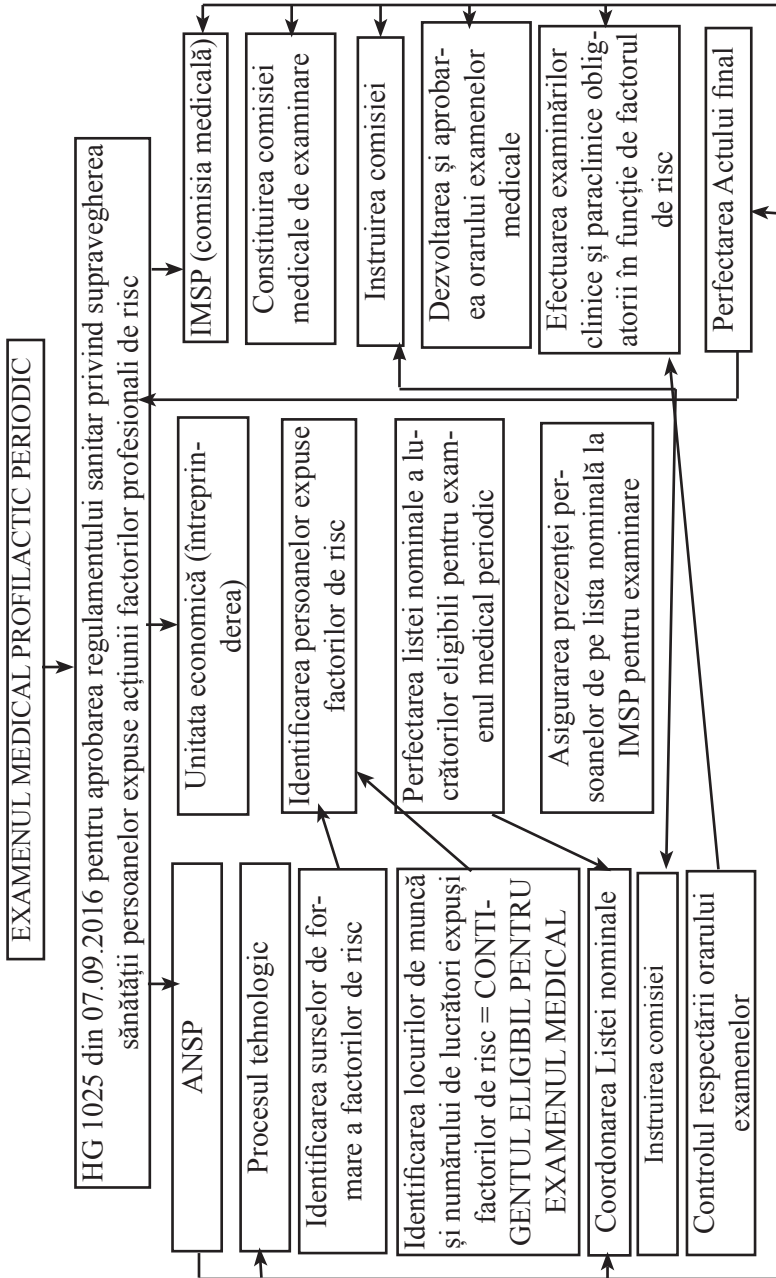 EXAMENUL MEDICAL PROFILACTIC PERIODIC
HG 1025 din 07.09.2016 pentru aprobarea regulamentului sanitar privind supravegherea
sănătății persoanelor expuse acțiunii factorilor profesionali de risc
ANSP
Procesul tehnologic
Identificarea surselor de for-
mare a factorilor de risc
Identificarea locurilor de muncă
și numărului de lucrători expuși
factorilor de risc = CONTI-
GENTUL ELIGIBIL PENTRU
EXAMENUL MEDICAL
Coordonarea Listei nominale
Instruirea comisiei
Controlul respectării orarului
examenelor
Unitata economică (întreprin-
derea)
Identificarea persoanelor expuse
factorilor de risc
Perfectarea listei nominale a lu-
crătorilor eligibili pentru exam-
enul medical periodic
Asigurarea prezenței per-
soanelor de pe lista nominală la
IMSP pentru examinare
IMSP (comisia medicală)
Constituirea comisiei
medicale de examinare
Instruirea comisiei
Dezvoltarea și aprobar-
ea orarului examenelor
medicale
Efectuarea examinărilor
clinice și paraclinice oblig-
atorii în funcție de factorul
de risc
Perfectarea Actului final